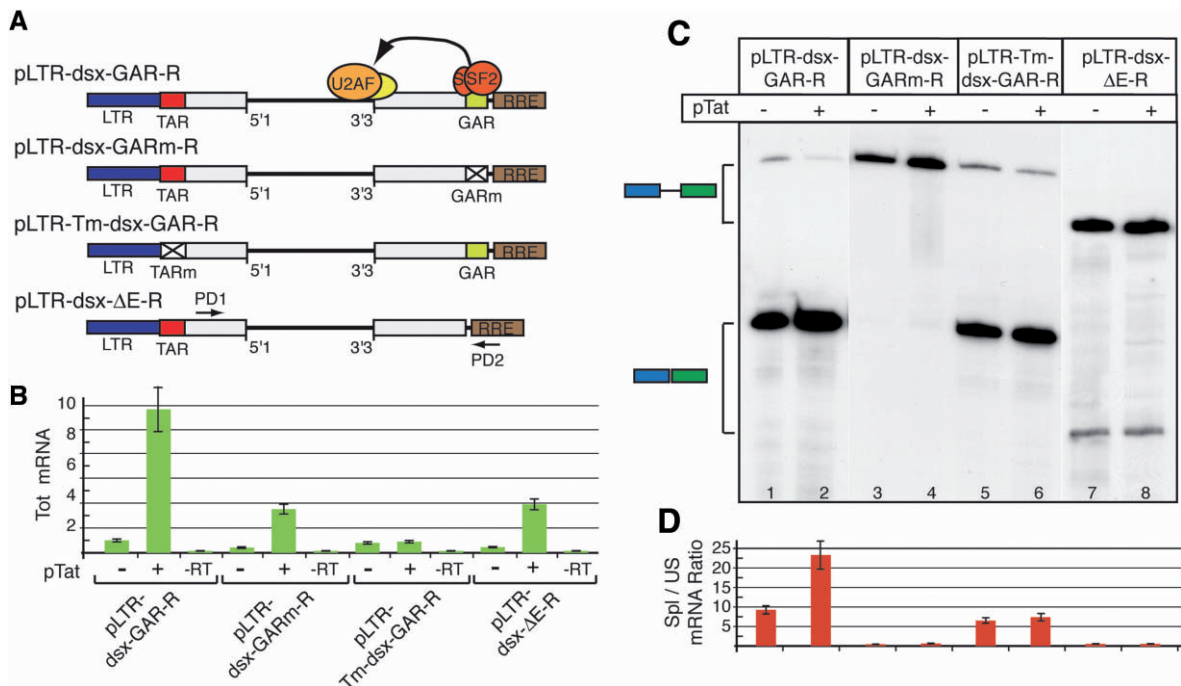 A
pLTR-dsx-GAR-R
U2AF
SSF2
LTR
TAR
5'1
3'3
GAR
RRE
pLTR-dsx-GARm-R
LTR
TAR
5'1
3'3
GARm
RRE
pLTR-Tm-dsx-GAR-R
LTR
TARm
5'1
3'3
GAR
RRE
pLTR-dsx-ΔE-R
PD1
LTR
TAR
5'1
3'3
RRE
PD2
B
Tot mRNA
10
8
6
4
2
pTat - + -RT - + -RT - + -RT - + -RT
pLTR-
dsx-GAR-R
pLTR-
dsx-GARm-R
pLTR-
Tm-dsx-GAR-R
pLTR-
dsx-ΔE-R
C
pLTR-dsx-
GAR-R
pLTR-dsx-
GARm-R
pLTR-Tm-
dsx-GAR-R
pLTR-dsx-
ΔE-R
pTat - + - + - + - +
1 2 3 4 5 6 7 8
D
Spl / US
mRNA Ratio
25
20
15
10
5